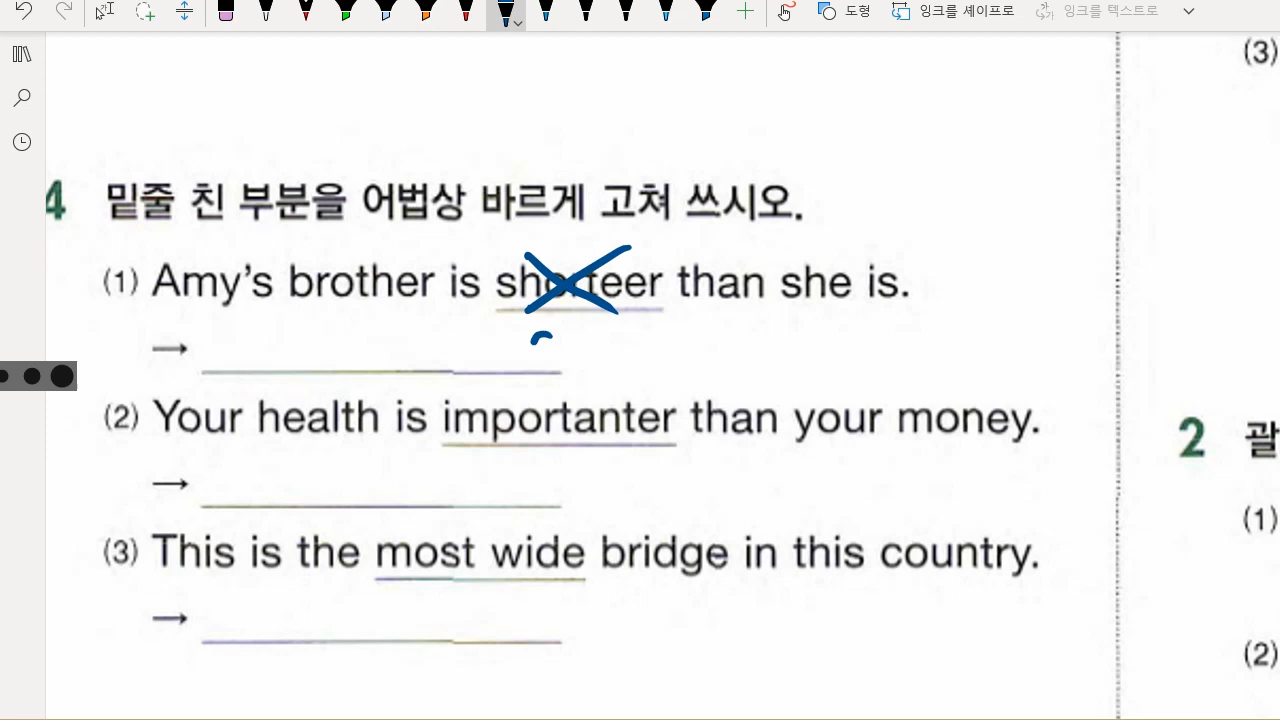 도형
잉크를 셰이프로
잉크를 텍스트로
(3)
4 밑줄 친 부분을 어법상 바르게 고쳐 쓰시오.
(1) Amy's brother is shorteer than she is.
→
(2) Your health is importanter than your money.
→
(3) This is the most wide bridge in this country.
→
2 괄
(1)
(2)